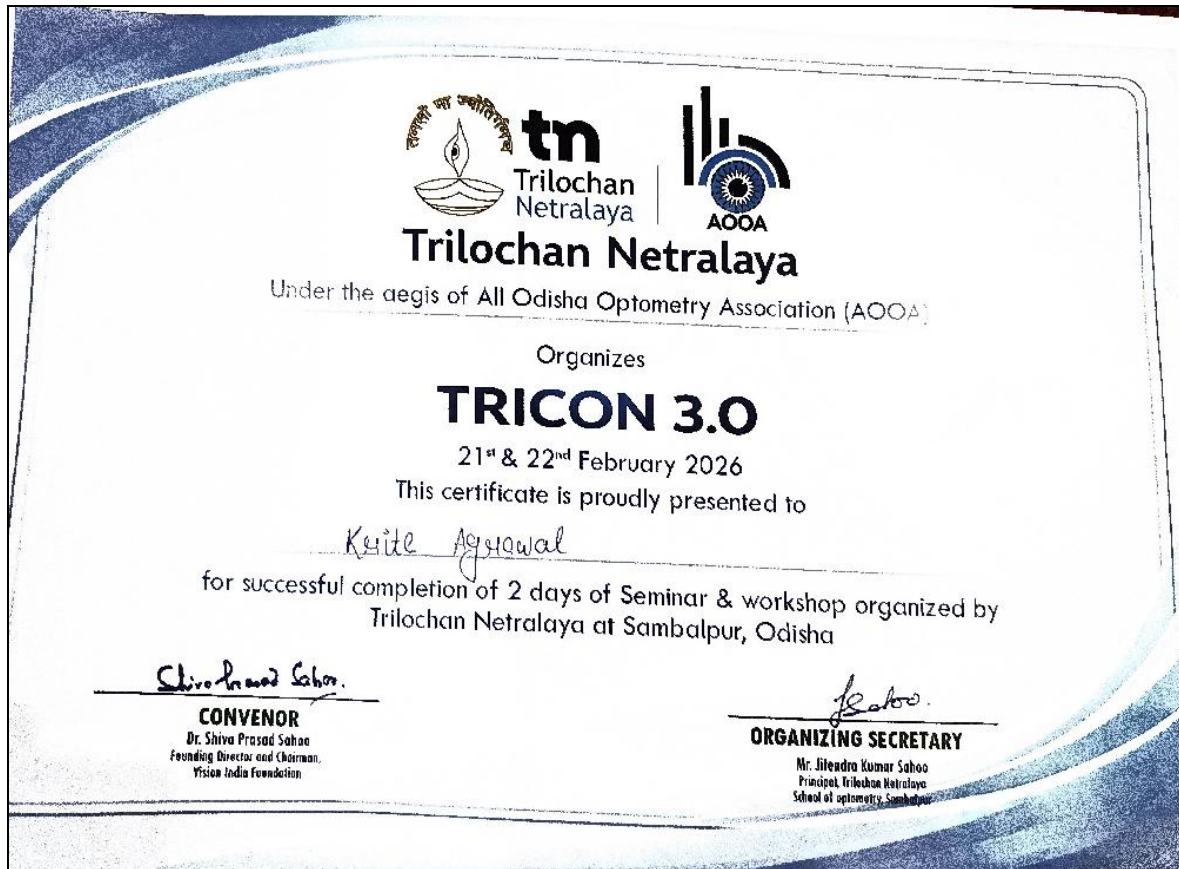 तमसो मा ज्योतिर्गमय
tn
Trilochan
Netralaya
AOOA
Trilochan Netralaya
Under the aegis of All Odisha Optometry Association (AOOA)
Organizes
TRICON 3.O
21st & 22nd February 2026
This certificate is proudly presented to
Agrawal
for successful completion of 2 days of Seminar & workshop organized by
Trilochan Netralaya at Sambalpur, Odisha
Shiva Prasad Sahoo.
CONVENOR
Dr. Shiva Prasad Sahoo
Founding Director and Chairman,
Vision India Foundation
JSahoo.
ORGANIZING SECRETARY
Mr. Jitendra Kumar Sahoo
Principal, Trilochan Netralaya
School of optometry, Sambalpur